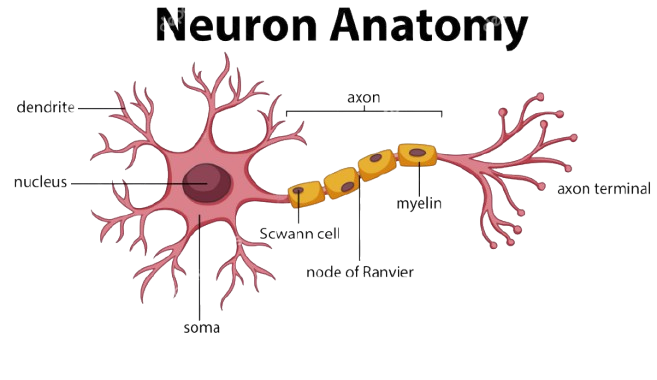 Neuron Anatomy
axon
dendrite
nucleus
axon terminal
myelin
Scwann cell
node of Ranvier
soma